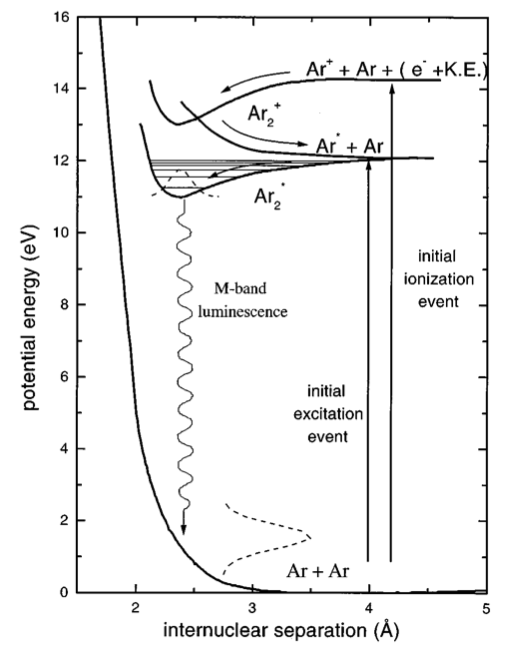 16
14
12
10
8
6
4
2
0
potential energy (eV)
Ar⁺ + Ar + ( e⁻ +K.E.)
Ar₂⁺
Ar* + Ar
Ar₂*
M-band
luminescence
initial
ionization
event
initial
excitation
event
Ar + Ar
2
3
4
5
internuclear separation (Å)